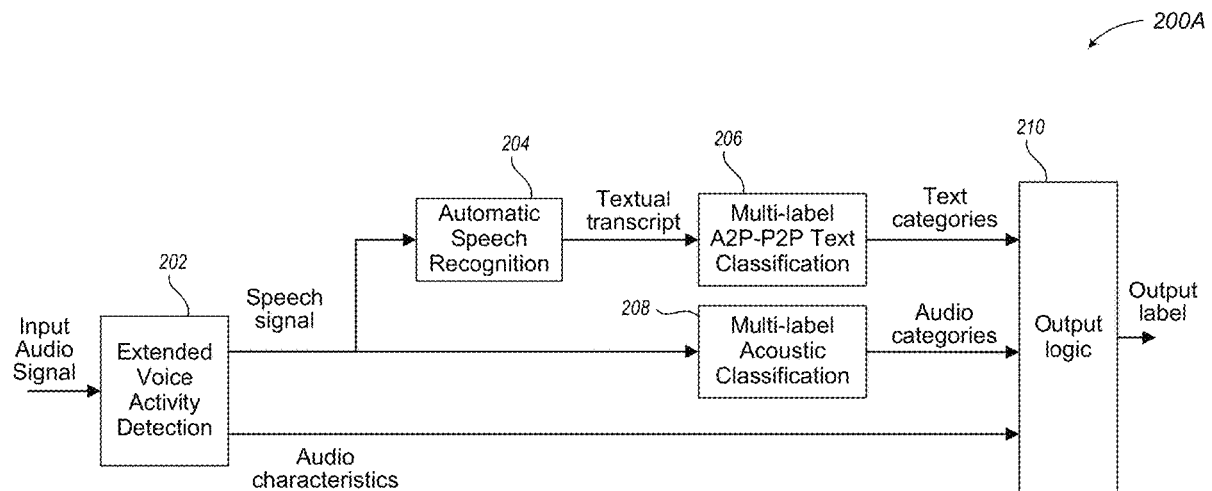 200A
210
204
206
Textual
transcript
Text
categories
Automatic
Speech
Recognition
Multi-label
A2P-P2P Text
Classification
202
Speech
signal
208
Input
Audio
Signal
Extended
Voice
Activity
Detection
Multi-label
Acoustic
Classification
Audio
categories
Output
logic
Output
label
Audio
characteristics